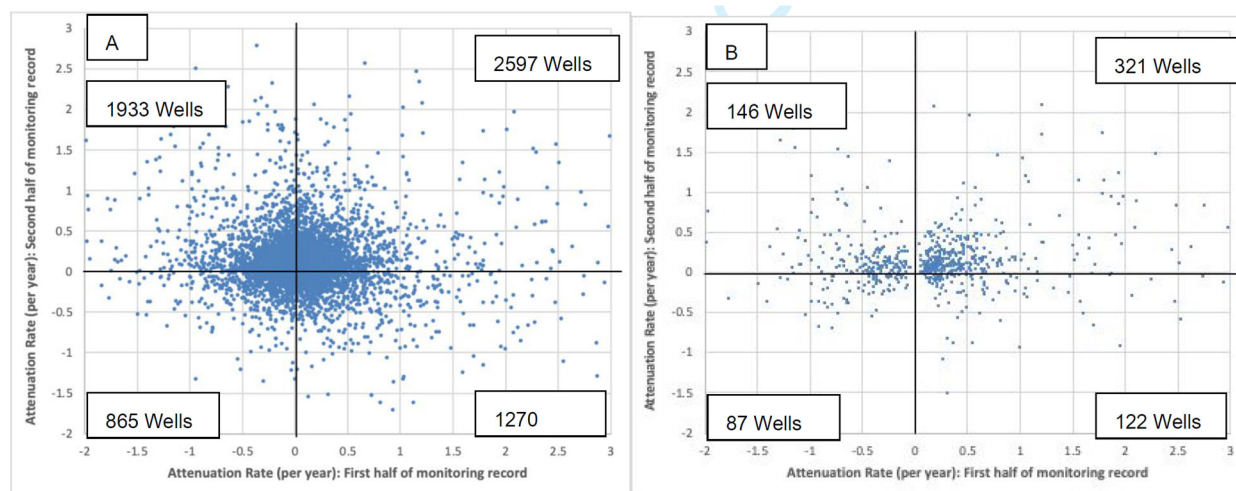 A
2597 Wells
1933 Wells
865 Wells
1270
3
2.5
2
1.5
1
0.5
0
-0.5
-1
-1.5
-2
-2 -1.5 -1 -0.5 0 0.5 1 1.5 2 2.5 3
Attenuation Rate (per year): Second half of monitoring record
Attenuation Rate (per year): First half of monitoring record
B
321 Wells
146 Wells
87 Wells
122 Wells
3
2.5
2
1.5
1
0.5
0
-0.5
-1
-1.5
-2
-2 -1.5 -1 -0.5 0 0.5 1 1.5 2 2.5 3
Attenuation Rate (per year): Second half of monitoring record
Attenuation Rate (per year): First half of monitoring record